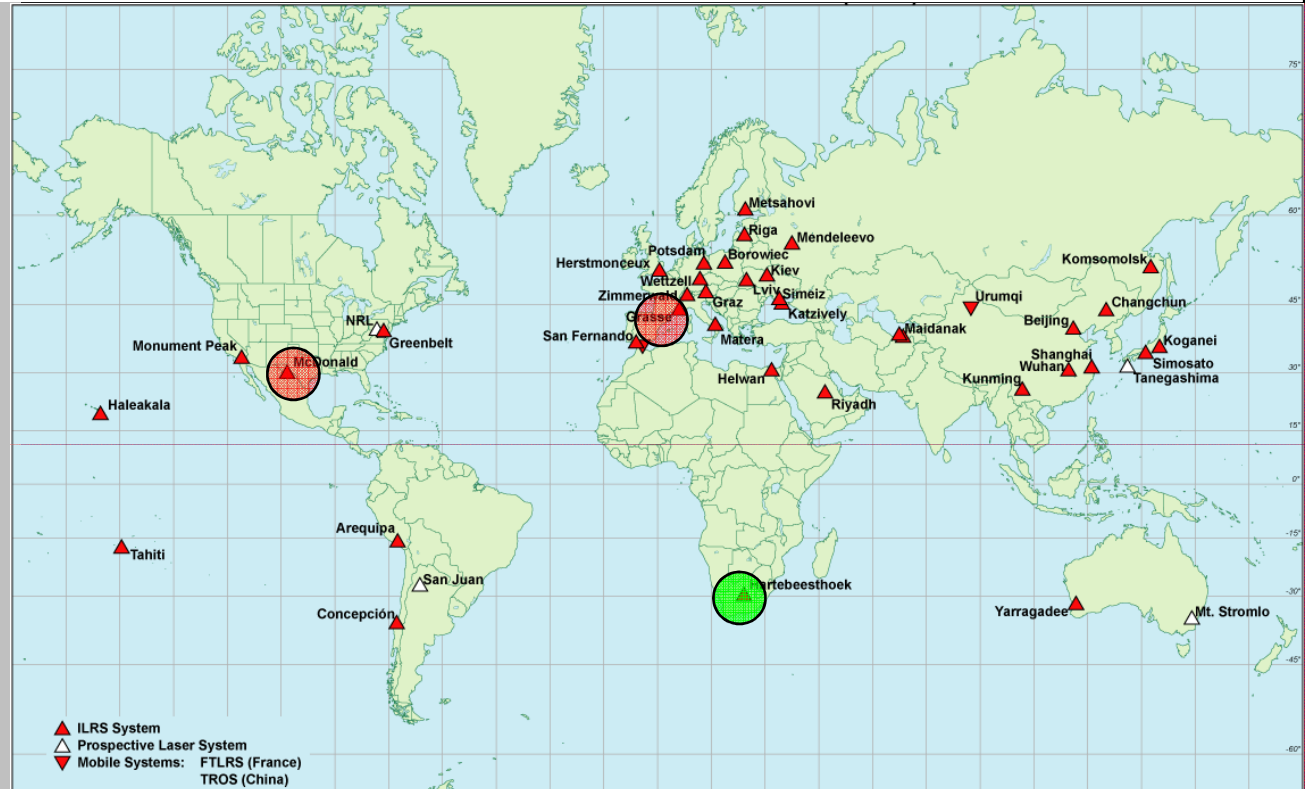 75°
60°
Metsahovi
Riga
Mendeleevo
Potsdam
Borowiec
Herstmonceux
Komsomolsk
Wettzell
Kiev
Zimmerwald
Lviv
Simeiz
Urumqi
45°
Graz
Changchun
Grasse
Katzively
NRL
Beijing
Maidanak
San Fernando
Matera
Koganei
Greenbelt
Monument Peak
Shanghai
Simosato
McDonald
Wuhan
30°
Helwan
Kunming
Tanegashima
Haleakala
Riyadh
15°
0°
Arequipa
-15°
Tahiti
San Juan
artebeesthoek
-30°
Concepción
Yarragadee
Mt. Stromlo
-45°
ILRS System
Prospective Laser System
-60°
Mobile Systems: FTLRS (France)
TROS (China)